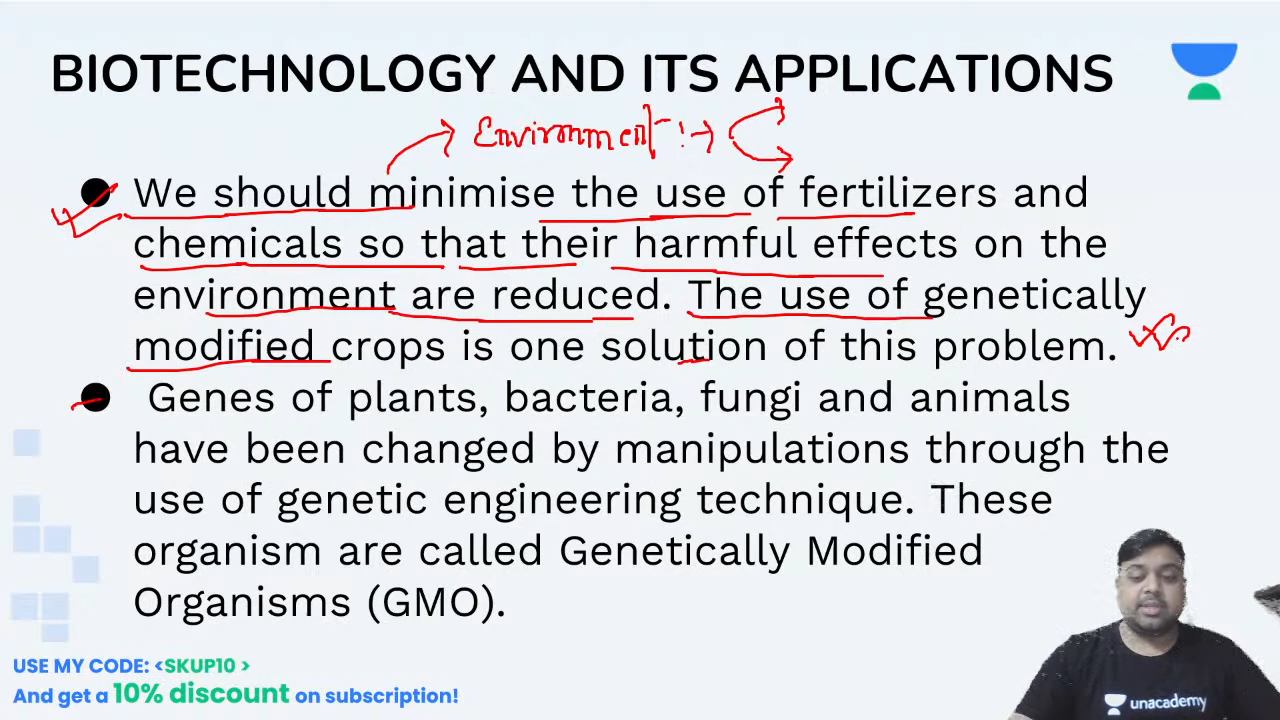 BIOTECHNOLOGY AND ITS APPLICATIONS
Environment :→
We should minimise the use of fertilizers and
chemicals so that their harmful effects on the
environment are reduced. The use of genetically
modified crops is one solution of this problem.
Genes of plants, bacteria, fungi and animals
have been changed by manipulations through the
use of genetic engineering technique. These
organism are called Genetically Modified
Organisms (GMO).
USE MY CODE: <SKUP10 >
And get a 10% discount on subscription!
unacademy